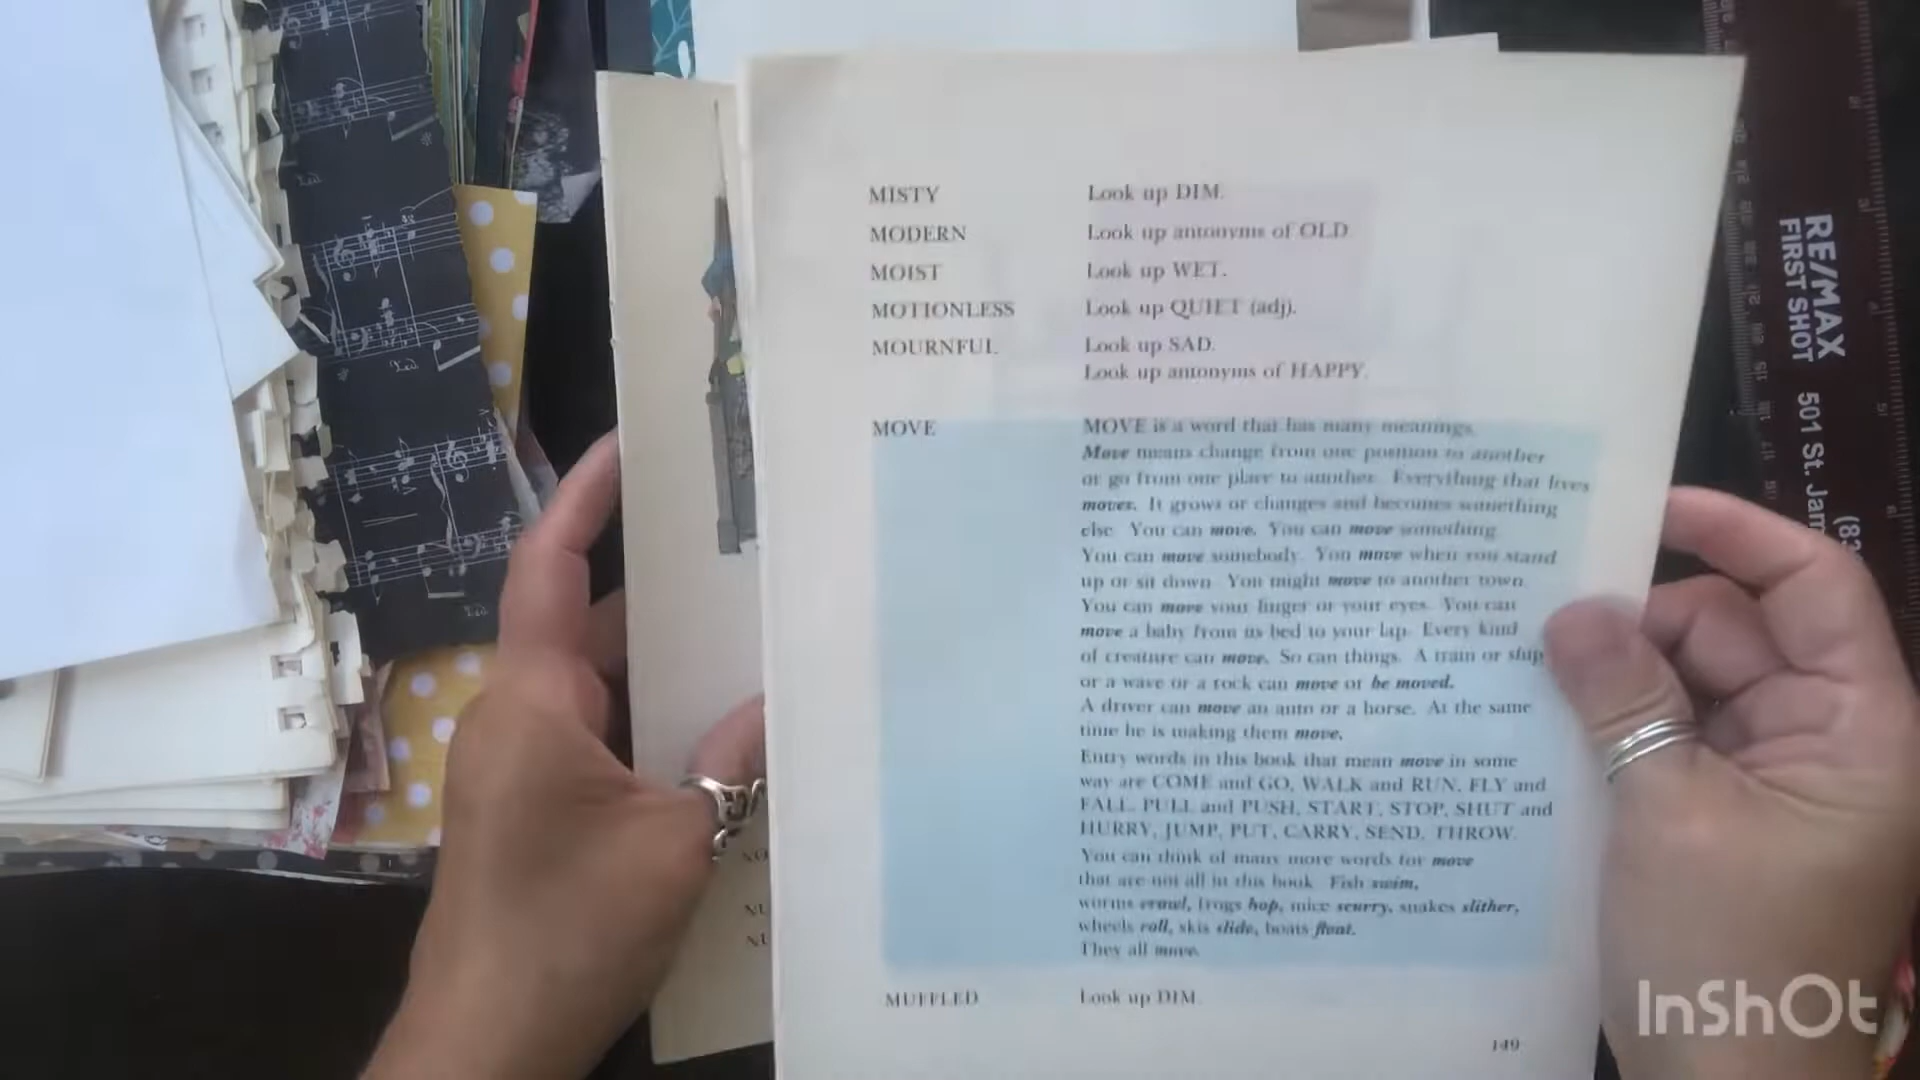 MISTY Look up DIM.
MODERN Look up antonyms of OLD
MOIST Look up WET.
MOTIONLESS Look up QUIET (adj).
MOURNFUL Look up SAD.
Look up antonyms of HAPPY.
MOVE MOVE is a word that has many meanings.
Move means change from one position to another
or go from one place to another. Everything that lives
moves. It grows or changes and becomes something
else. You can move. You can move something.
You can move somebody. You move when you stand
up or sit down. You might move to another town.
You can move your finger or your eyes. You can
move a baby from its bed to your lap. Every kind
of creature can move. So can things. A train or ship
or a wave or a rock can move or be moved.
A driver can move an auto or a horse. At the same
time he is making them move.
Entry words in this book that mean move in some
way are COME and GO, WALK and RUN, FLY and
FALL, PULL and PUSH, START, STOP, SHUT and
HURRY, JUMP, PUT, CARRY, SEND, THROW.
You can think of many more words for move
that are not all in this book. Fish swim,
worms crawl, frogs hop, mice scurry, snakes slither,
wheels roll, skis slide, boats float.
They all move.
MUFFLED Look up DIM.
149
RE/MAX
FIRST SHOT
501 St. Jam
(83
InShOt